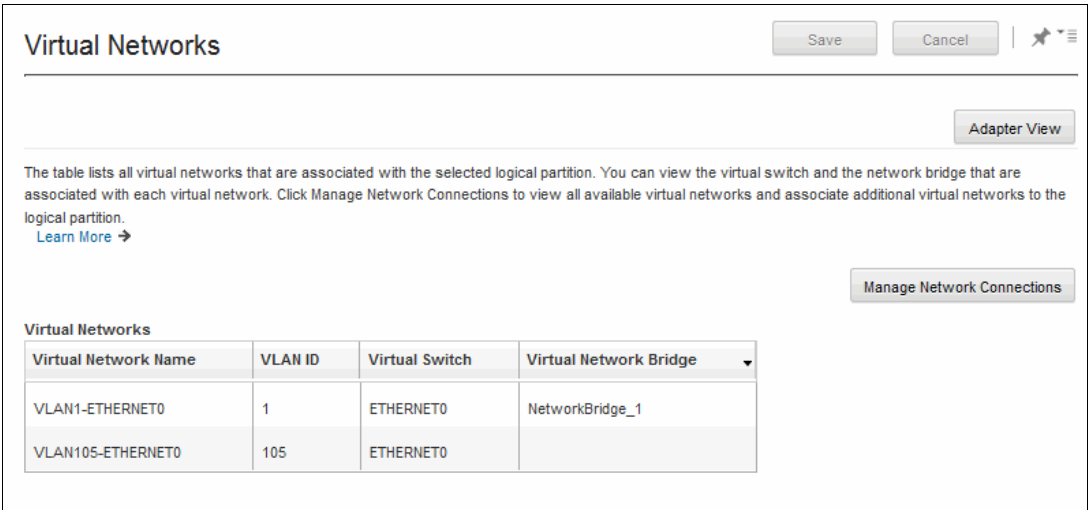 Virtual Networks
Save
Cancel
Adapter View
The table lists all virtual networks that are associated with the selected logical partition. You can view the virtual switch and the network bridge that are
associated with each virtual network. Click Manage Network Connections to view all available virtual networks and associate additional virtual networks to the
logical partition.
Learn More →
Manage Network Connections
Virtual Networks
Virtual Network Name VLAN ID Virtual Switch Virtual Network Bridge
VLAN1-ETHERNET0 1 ETHERNET0 NetworkBridge_1
VLAN105-ETHERNET0 105 ETHERNET0